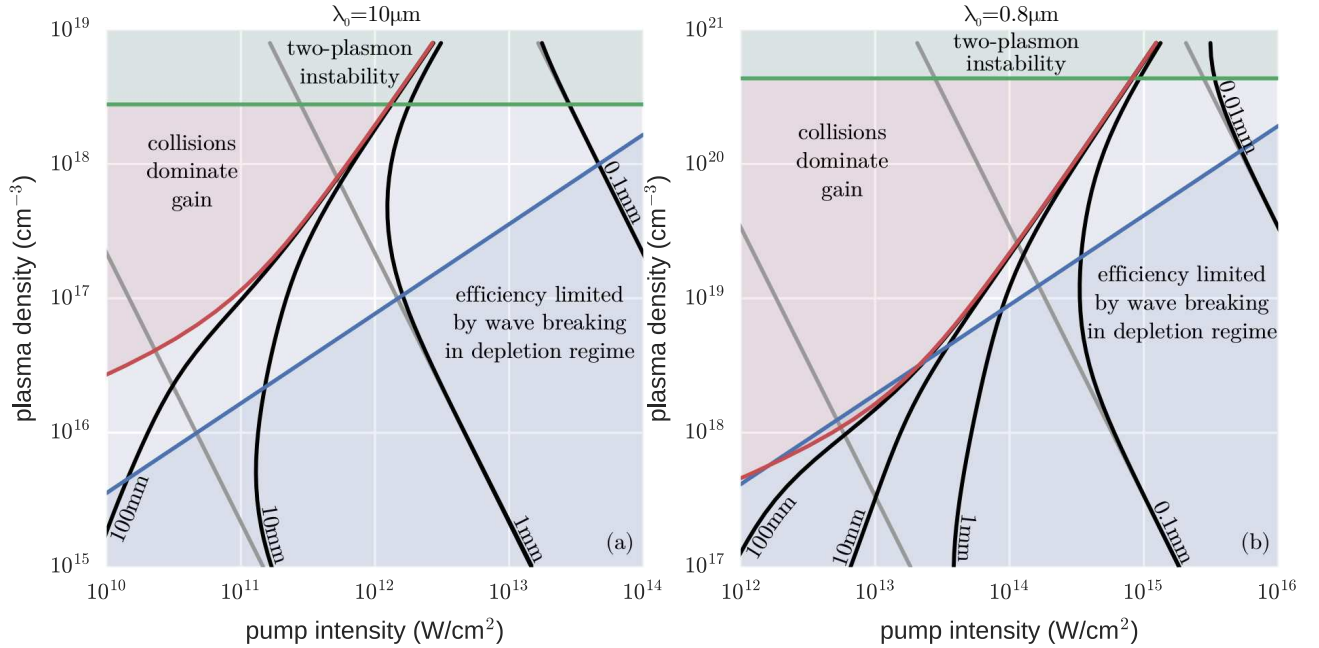 λ₀=10µm
10¹⁹
10¹⁸
10¹⁷
10¹⁶
10¹⁵
plasma density (cm⁻³)
two-plasmon
instability
collisions
dominate
gain
0.1mm
efficiency limited
by wave breaking
in depletion regime
100mm
10mm
1mm
(a)
10¹⁰
10¹¹
10¹²
10¹³
10¹⁴
pump intensity (W/cm²)
λ₀=0.8µm
10²¹
10²⁰
10¹⁹
10¹⁸
10¹⁷
plasma density (cm⁻³)
two-plasmon
instability
collisions
dominate
gain
0.01mm
efficiency limited
by wave breaking
in depletion regime
100mm
10mm
1mm
0.1mm
(b)
10¹²
10¹³
10¹⁴
10¹⁵
10¹⁶
pump intensity (W/cm²)